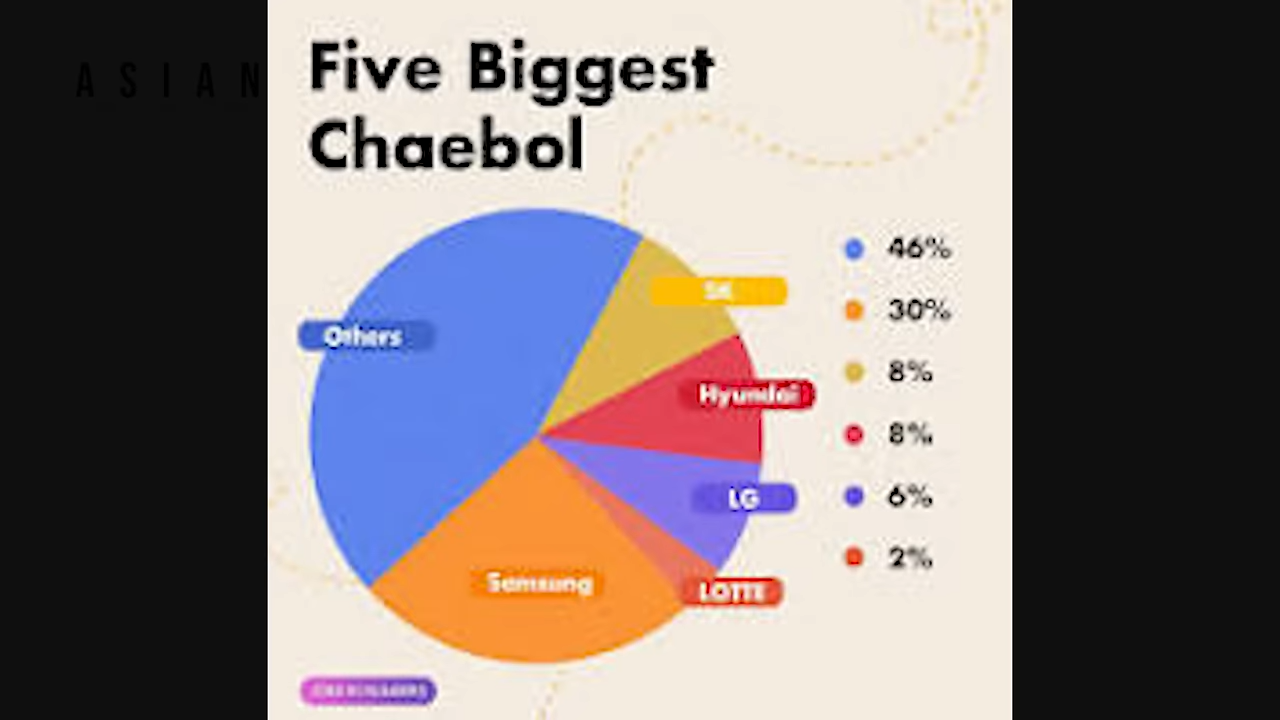 ASIAN
Five Biggest
Chaebol
46%
SK
30%
Others
8%
Hyundai
8%
LG
6%
Samsung
LOTTE
2%